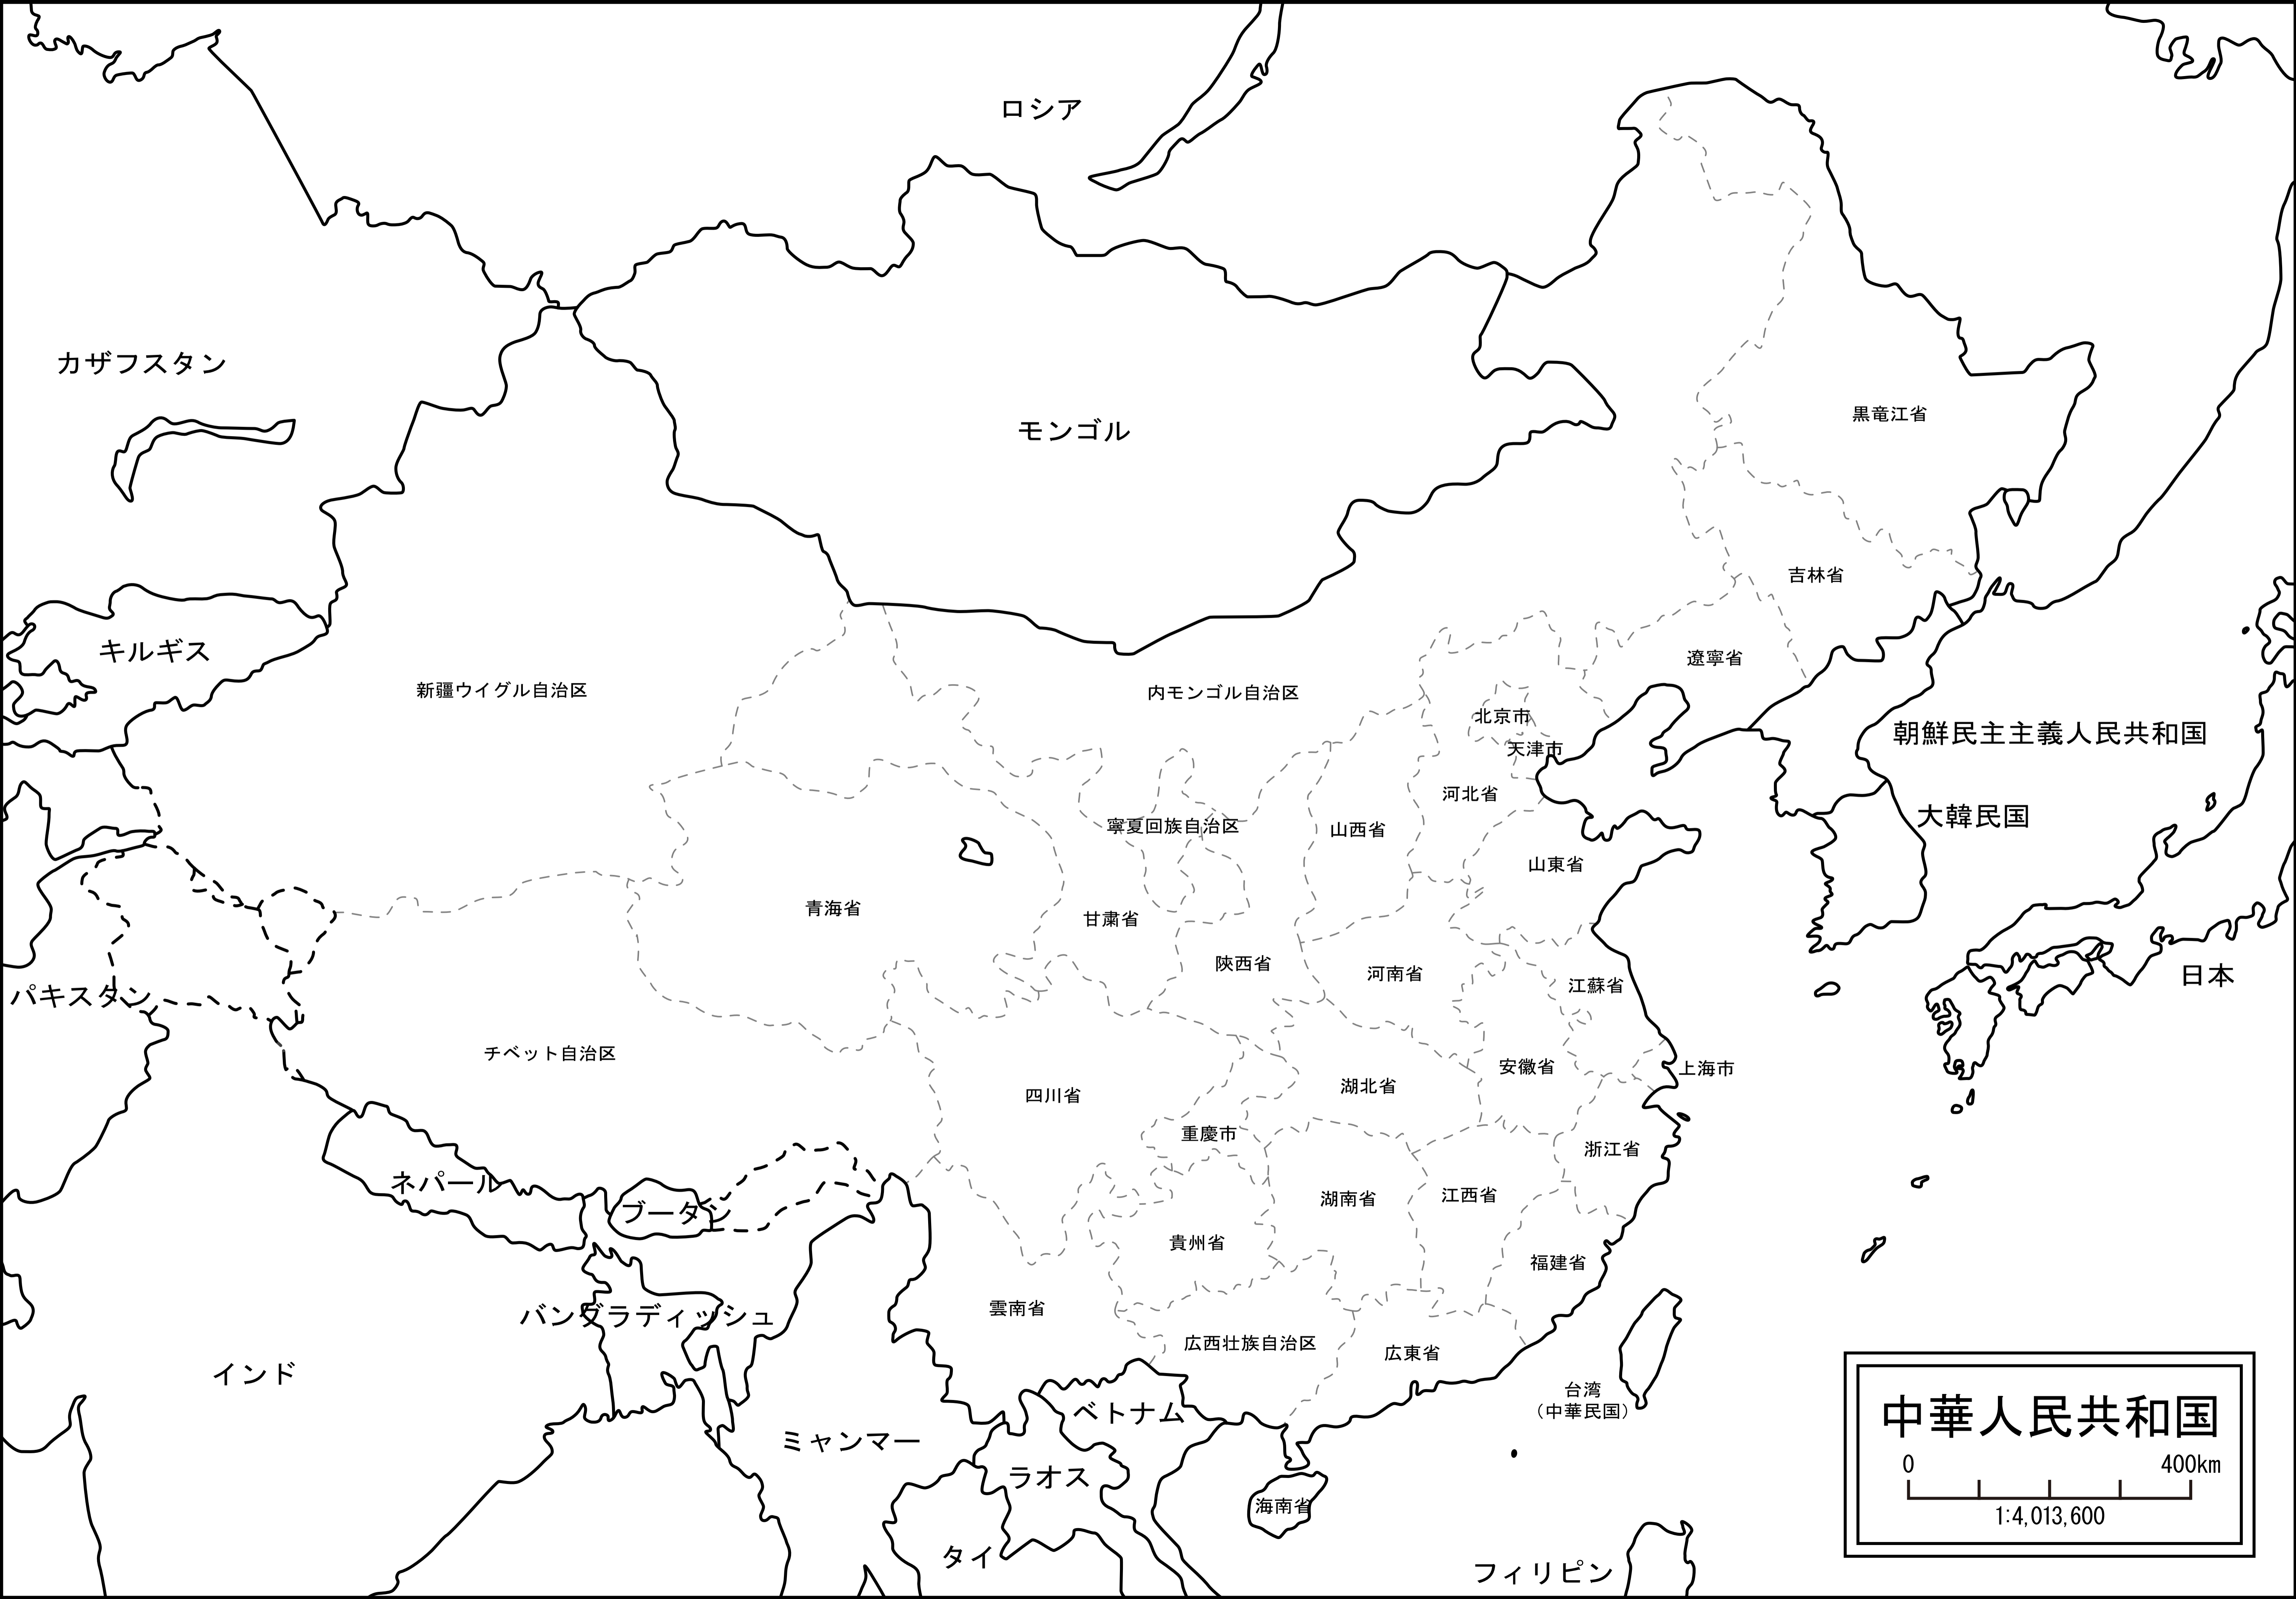 ロシア
カザフスタン
モンゴル
黒竜江省
吉林省
キルギス
遼寧省
新疆ウイグル自治区
内モンゴル自治区
北京市
朝鮮民主主義人民共和国
天津市
河北省
大韓民国
寧夏回族自治区
山西省
山東省
青海省
甘粛省
陝西省
河南省
日本
江蘇省
パキスタン
チベット自治区
安徽省
上海市
湖北省
四川省
重慶市
浙江省
ネパール
江西省
湖南省
ブータン
貴州省
福建省
雲南省
バングラディッシュ
広西壮族自治区
広東省
インド
台湾
（中華民国）
ベトナム
中華人民共和国
ミャンマー
0 400km
ラオス
海南省
1:4,013,600
タイ
フィリピン